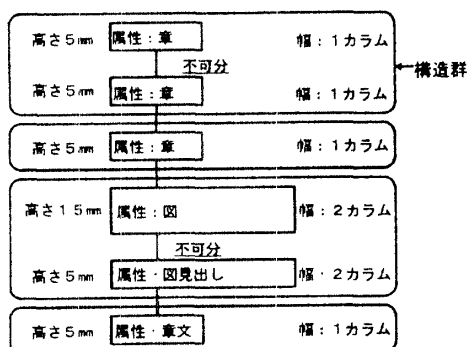 高さ5mm 属性：章 幅：1カラム
不可分
構造群
高さ5mm 属性：章 幅：1カラム
高さ5mm 属性：章 幅：1カラム
高さ15mm 属性：図 幅：2カラム
不可分
高さ5mm 属性・図見出し 幅・2カラム
高さ5mm 属性・章文 幅：1カラム